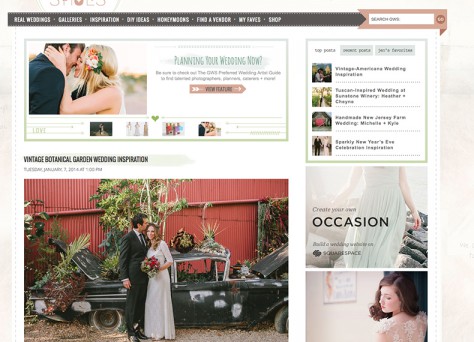 SHOES
REAL WEDDINGS • GALLERIES • INSPIRATION • DIY IDEAS • HONEYMOONS • FIND A VENDOR • MY FAVES • SHOP
SEARCH GWS
GO
PLANNING YOUR WEDDING NOW?
Be sure to check out The GWS Preferred Wedding Artist Guide
to find talented photographers, planners, caterers + more!
VIEW FEATURE
LOVE
top posts
recent posts
jen's favorites
Vintage-Americana Wedding
Inspiration
Tuscan-Inspired Wedding at
Sunstone Winery: Heather +
Chayne
Handmade New Jersey Farm
Wedding: Michelle + Kyle
Sparkly New Year's Eve
Celebration Inspiration
VINTAGE BOTANICAL GARDEN WEDDING INSPIRATION
TUESDAY, JANUARY 7, 2014 AT 1:00 PM
Create your own
OCCASION
Build a wedding website on
SQUARESPACE